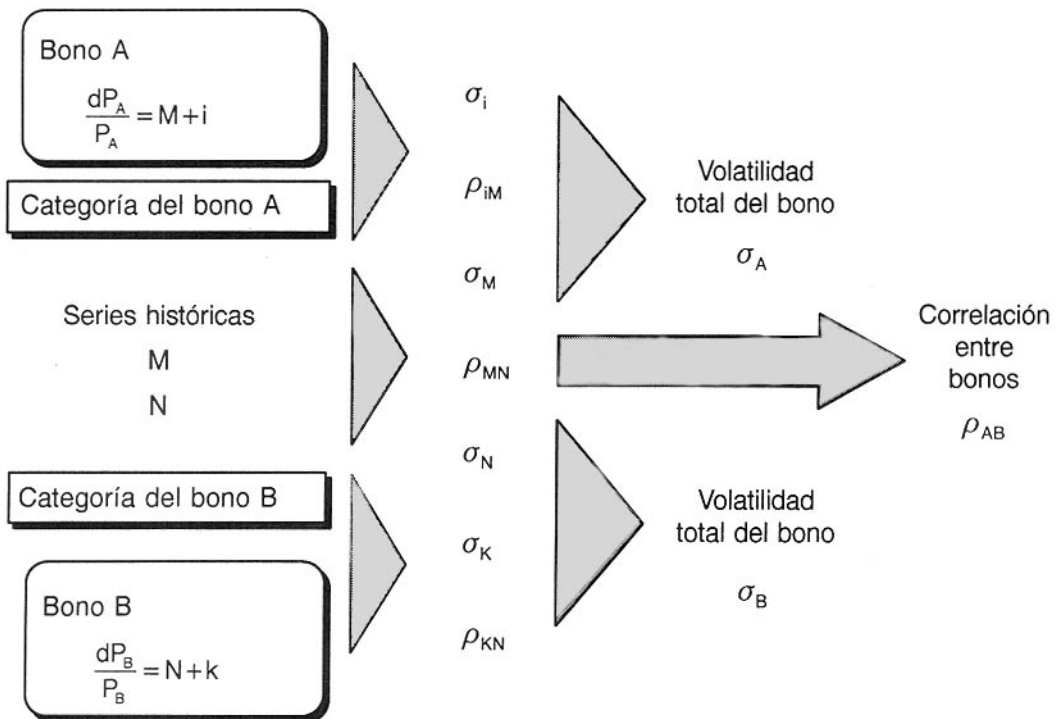 Bono A
dP_A / P_A = M + i
Categoría del bono A
Series históricas
M
N
Categoría del bono B
Bono B
dP_B / P_B = N + k
σ_i
ρ_iM
σ_M
ρ_MN
σ_N
σ_K
ρ_KN
Volatilidad
total del bono
σ_A
Volatilidad
total del bono
σ_B
Correlación
entre
bonos
ρ_AB